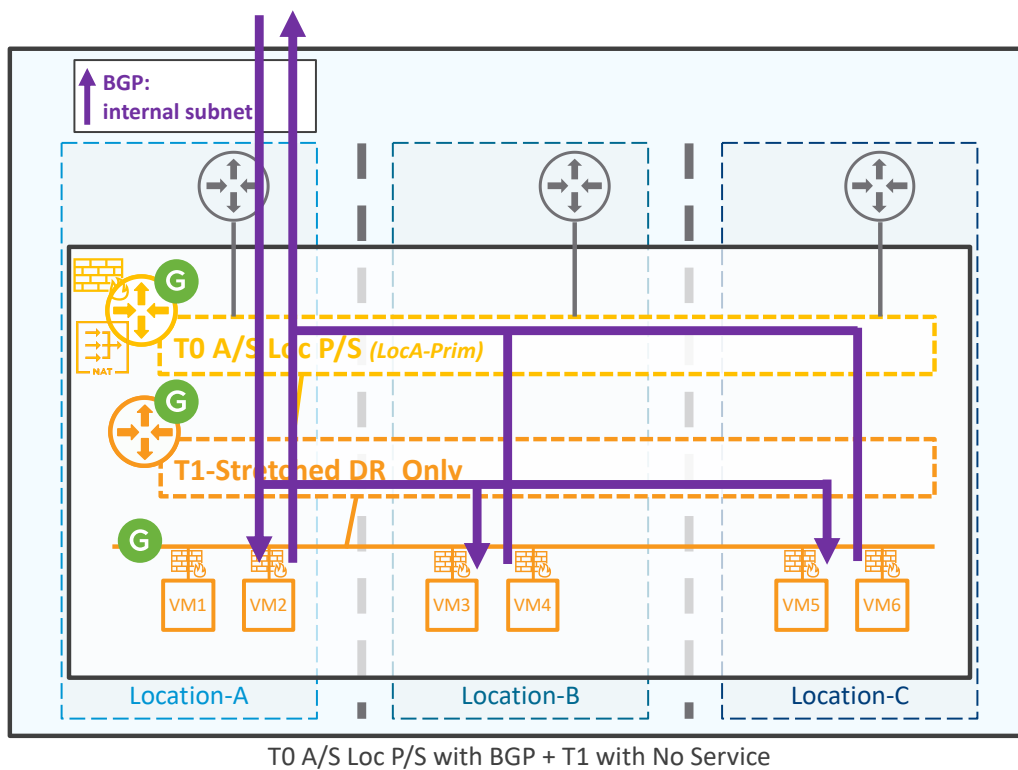 BGP:
internal subnet
G
T0 A/S Loc P/S (LocA-Prim)
NAT
G
T1-Stretched DR Only
G
VM1
VM2
VM3
VM4
VM5
VM6
Location-A
Location-B
Location-C
T0 A/S Loc P/S with BGP + T1 with No Service